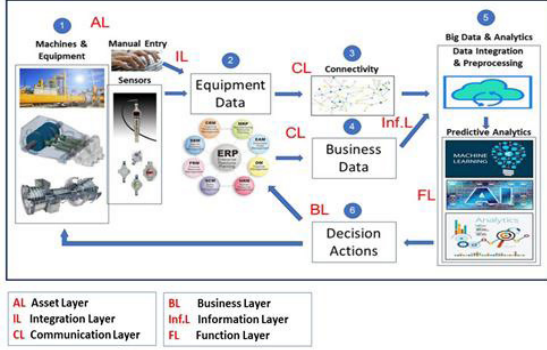 1
AL
Machines &
Equipment
Manual Entry
Sensors
IL
2
Equipment
Data
CL
3
Connectivity
5
Big Data & Analytics
Data Integration
& Preprocessing
ERP
CL
4
Business
Data
Inf.L
Predictive Analytics
MACHINE
LEARNING
AI
Analytics
FL
BL
6
Decision
Actions
AL Asset Layer
IL Integration Layer
CL Communication Layer
BL Business Layer
Inf.L Information Layer
FL Function Layer